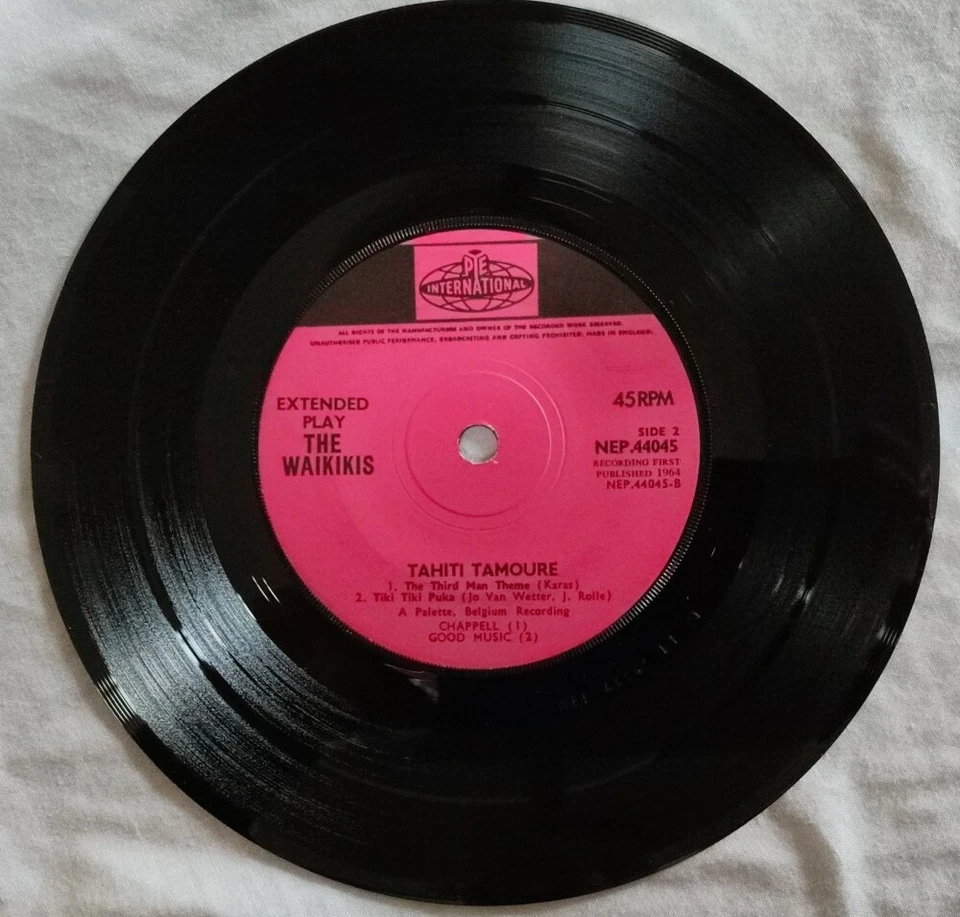 PYE
INTERNATIONAL
ALL RIGHTS OF THE MANUFACTURER AND OWNER OF THE RECORDED WORK RESERVED.
UNAUTHORISED PUBLIC PERFORMANCE, BROADCASTING AND COPYING PROHIBITED. MADE IN ENGLAND.
EXTENDED
PLAY
THE
WAIKIKIS
45RPM
SIDE 2
NEP.44045
RECORDING FIRST
PUBLISHED 1964
NEP.44045-B
TAHITI TAMOURE
1. The Third Man Theme (Karas)
2. Tiki Tiki Puka (Jo Van Wetter, J. Rolle)
A Palette, Belgium Recording
CHAPPELL (1)
GOOD MUSIC (2)